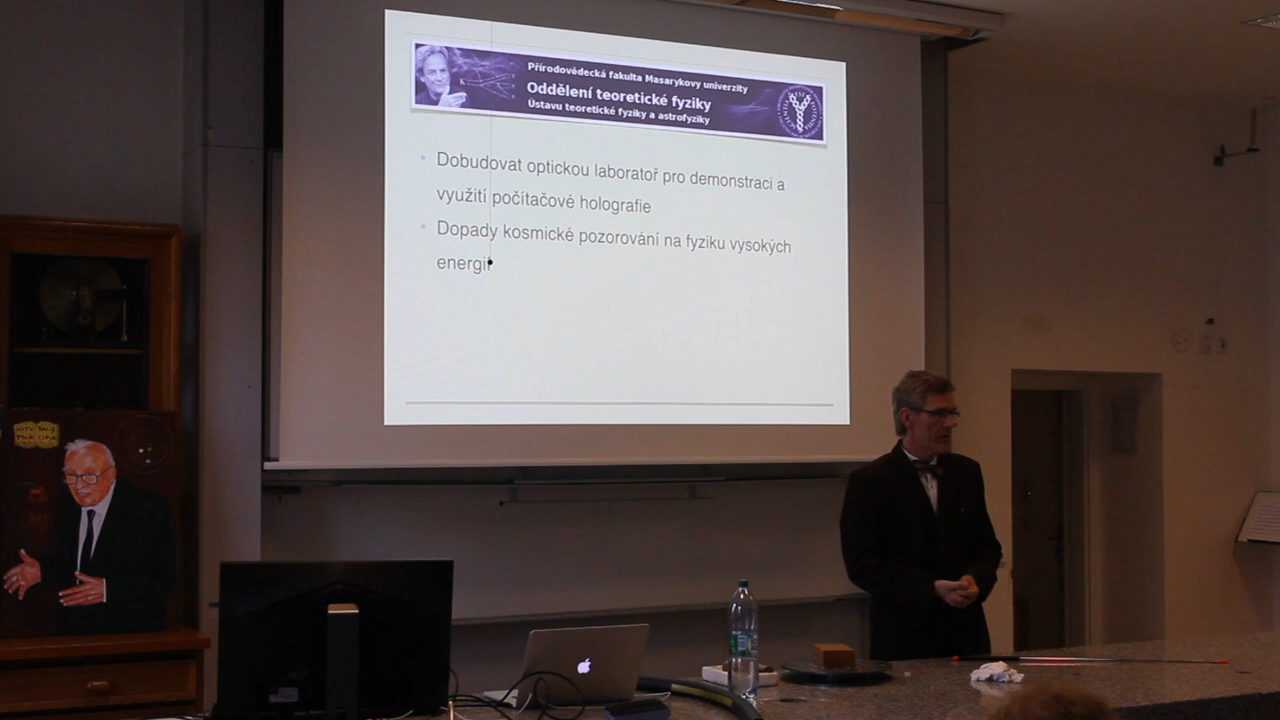 Přírodovědecká fakulta Masarykovy univerzity
Oddělení teoretické fyziky
Ústavu teoretické fyziky a astrofyziky
Dobudovat optickou laboratoř pro demonstraci a
využití počítačové holografie
Dopady kosmické pozorování na fyziku vysokých
energií